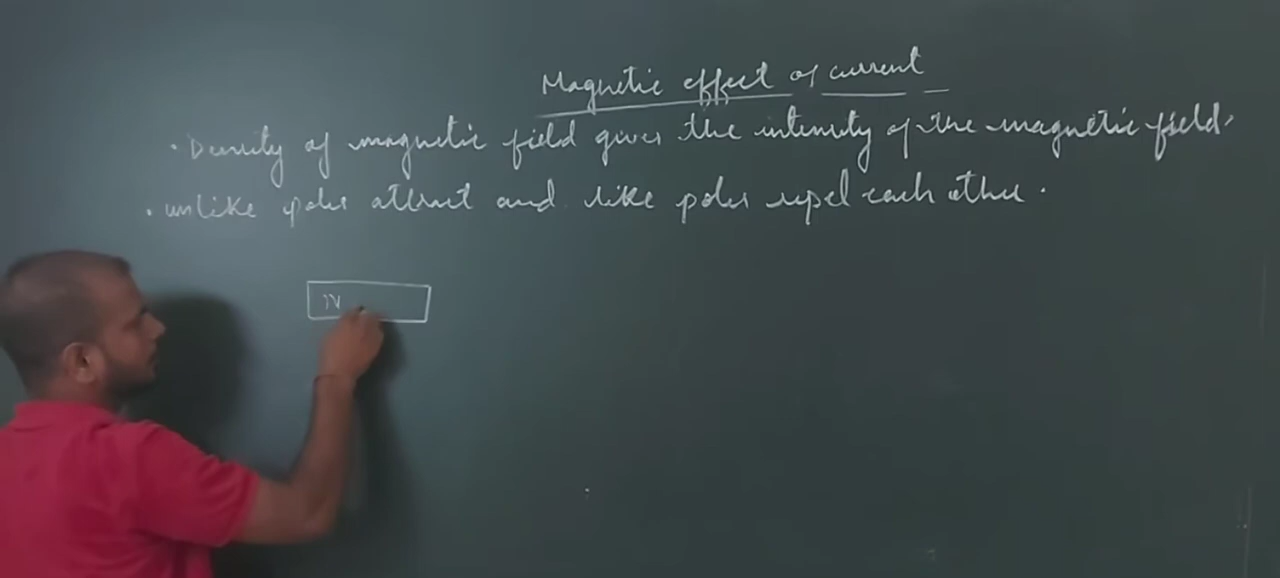 Magnetic effect of current
. Density of magnetic field gives the intensity of the magnetic field.
. unlike poles attract and like poles repel each other.
N